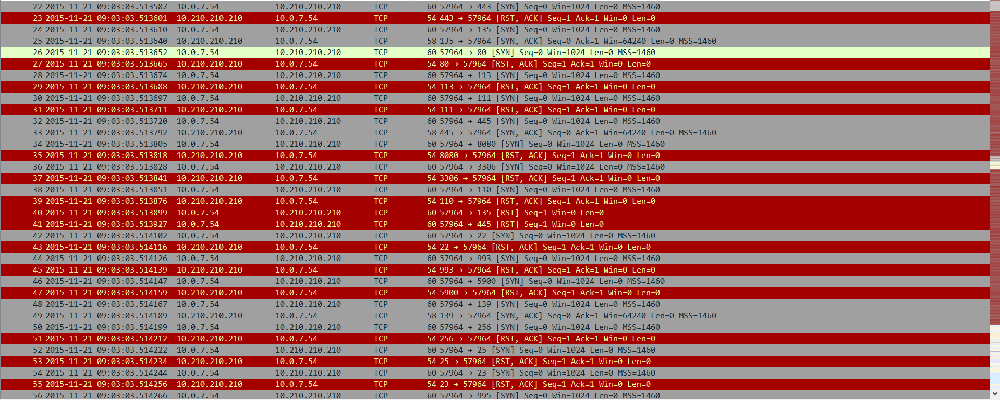 22 2015-11-21 09:03:03.513587 10.0.7.54 10.210.210.210 TCP 60 57964 → 443 [SYN] Seq=0 Win=1024 Len=0 MSS=1460
23 2015-11-21 09:03:03.513601 10.210.210.210 10.0.7.54 TCP 54 443 → 57964 [RST, ACK] Seq=1 Ack=1 Win=0 Len=0
24 2015-11-21 09:03:03.513610 10.0.7.54 10.210.210.210 TCP 60 57964 → 135 [SYN] Seq=0 Win=1024 Len=0 MSS=1460
25 2015-11-21 09:03:03.513640 10.210.210.210 10.0.7.54 TCP 58 135 → 57964 [SYN, ACK] Seq=0 Ack=1 Win=64240 Len=0 MSS=1460
26 2015-11-21 09:03:03.513652 10.0.7.54 10.210.210.210 TCP 60 57964 → 80 [SYN] Seq=0 Win=1024 Len=0 MSS=1460
27 2015-11-21 09:03:03.513665 10.210.210.210 10.0.7.54 TCP 54 80 → 57964 [RST, ACK] Seq=1 Ack=1 Win=0 Len=0
28 2015-11-21 09:03:03.513674 10.0.7.54 10.210.210.210 TCP 60 57964 → 113 [SYN] Seq=0 Win=1024 Len=0 MSS=1460
29 2015-11-21 09:03:03.513688 10.210.210.210 10.0.7.54 TCP 54 113 → 57964 [RST, ACK] Seq=1 Ack=1 Win=0 Len=0
30 2015-11-21 09:03:03.513697 10.0.7.54 10.210.210.210 TCP 60 57964 → 111 [SYN] Seq=0 Win=1024 Len=0 MSS=1460
31 2015-11-21 09:03:03.513711 10.210.210.210 10.0.7.54 TCP 54 111 → 57964 [RST, ACK] Seq=1 Ack=1 Win=0 Len=0
32 2015-11-21 09:03:03.513720 10.0.7.54 10.210.210.210 TCP 60 57964 → 445 [SYN] Seq=0 Win=1024 Len=0 MSS=1460
33 2015-11-21 09:03:03.513792 10.210.210.210 10.0.7.54 TCP 58 445 → 57964 [SYN, ACK] Seq=0 Ack=1 Win=64240 Len=0 MSS=1460
34 2015-11-21 09:03:03.513805 10.0.7.54 10.210.210.210 TCP 60 57964 → 8080 [SYN] Seq=0 Win=1024 Len=0 MSS=1460
35 2015-11-21 09:03:03.513818 10.210.210.210 10.0.7.54 TCP 54 8080 → 57964 [RST, ACK] Seq=1 Ack=1 Win=0 Len=0
36 2015-11-21 09:03:03.513828 10.0.7.54 10.210.210.210 TCP 60 57964 → 3306 [SYN] Seq=0 Win=1024 Len=0 MSS=1460
37 2015-11-21 09:03:03.513841 10.210.210.210 10.0.7.54 TCP 54 3306 → 57964 [RST, ACK] Seq=1 Ack=1 Win=0 Len=0
38 2015-11-21 09:03:03.513851 10.0.7.54 10.210.210.210 TCP 60 57964 → 110 [SYN] Seq=0 Win=1024 Len=0 MSS=1460
39 2015-11-21 09:03:03.513876 10.210.210.210 10.0.7.54 TCP 54 110 → 57964 [RST, ACK] Seq=1 Ack=1 Win=0 Len=0
40 2015-11-21 09:03:03.513899 10.0.7.54 10.210.210.210 TCP 60 57964 → 135 [RST] Seq=1 Win=0 Len=0
41 2015-11-21 09:03:03.513927 10.0.7.54 10.210.210.210 TCP 60 57964 → 445 [RST] Seq=1 Win=0 Len=0
42 2015-11-21 09:03:03.514102 10.0.7.54 10.210.210.210 TCP 60 57964 → 22 [SYN] Seq=0 Win=1024 Len=0 MSS=1460
43 2015-11-21 09:03:03.514116 10.210.210.210 10.0.7.54 TCP 54 22 → 57964 [RST, ACK] Seq=1 Ack=1 Win=0 Len=0
44 2015-11-21 09:03:03.514126 10.0.7.54 10.210.210.210 TCP 60 57964 → 993 [SYN] Seq=0 Win=1024 Len=0 MSS=1460
45 2015-11-21 09:03:03.514139 10.210.210.210 10.0.7.54 TCP 54 993 → 57964 [RST, ACK] Seq=1 Ack=1 Win=0 Len=0
46 2015-11-21 09:03:03.514147 10.0.7.54 10.210.210.210 TCP 60 57964 → 5900 [SYN] Seq=0 Win=1024 Len=0 MSS=1460
47 2015-11-21 09:03:03.514159 10.210.210.210 10.0.7.54 TCP 54 5900 → 57964 [RST, ACK] Seq=1 Ack=1 Win=0 Len=0
48 2015-11-21 09:03:03.514167 10.0.7.54 10.210.210.210 TCP 60 57964 → 139 [SYN] Seq=0 Win=1024 Len=0 MSS=1460
49 2015-11-21 09:03:03.514189 10.210.210.210 10.0.7.54 TCP 58 139 → 57964 [SYN, ACK] Seq=0 Ack=1 Win=64240 Len=0 MSS=1460
50 2015-11-21 09:03:03.514199 10.0.7.54 10.210.210.210 TCP 60 57964 → 256 [SYN] Seq=0 Win=1024 Len=0 MSS=1460
51 2015-11-21 09:03:03.514212 10.210.210.210 10.0.7.54 TCP 54 256 → 57964 [RST, ACK] Seq=1 Ack=1 Win=0 Len=0
52 2015-11-21 09:03:03.514222 10.0.7.54 10.210.210.210 TCP 60 57964 → 25 [SYN] Seq=0 Win=1024 Len=0 MSS=1460
53 2015-11-21 09:03:03.514234 10.210.210.210 10.0.7.54 TCP 54 25 → 57964 [RST, ACK] Seq=1 Ack=1 Win=0 Len=0
54 2015-11-21 09:03:03.514244 10.0.7.54 10.210.210.210 TCP 60 57964 → 23 [SYN] Seq=0 Win=1024 Len=0 MSS=1460
55 2015-11-21 09:03:03.514256 10.210.210.210 10.0.7.54 TCP 54 23 → 57964 [RST, ACK] Seq=1 Ack=1 Win=0 Len=0
56 2015-11-21 09:03:03.514266 10.0.7.54 10.210.210.210 TCP 60 57964 → 995 [SYN] Seq=0 Win=1024 Len=0 MSS=1460